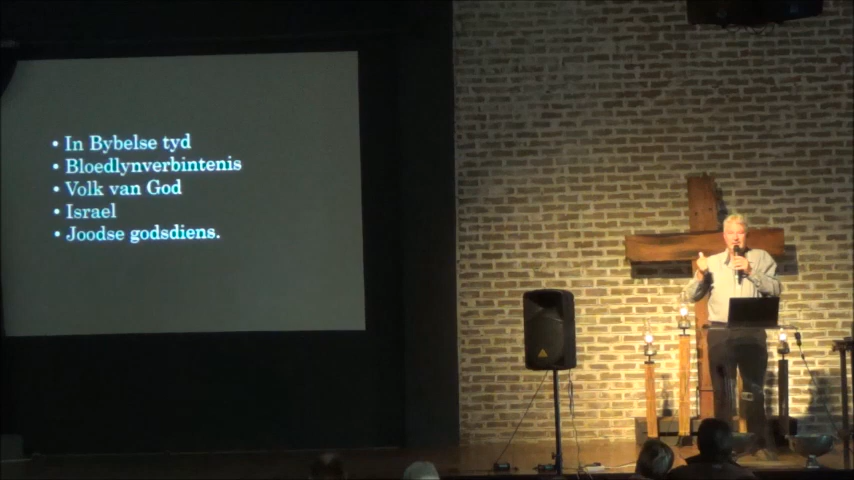 • In Bybelse tyd
• Bloedlynverbintenis
• Volk van God
• Israel
• Joodse godsdiens.